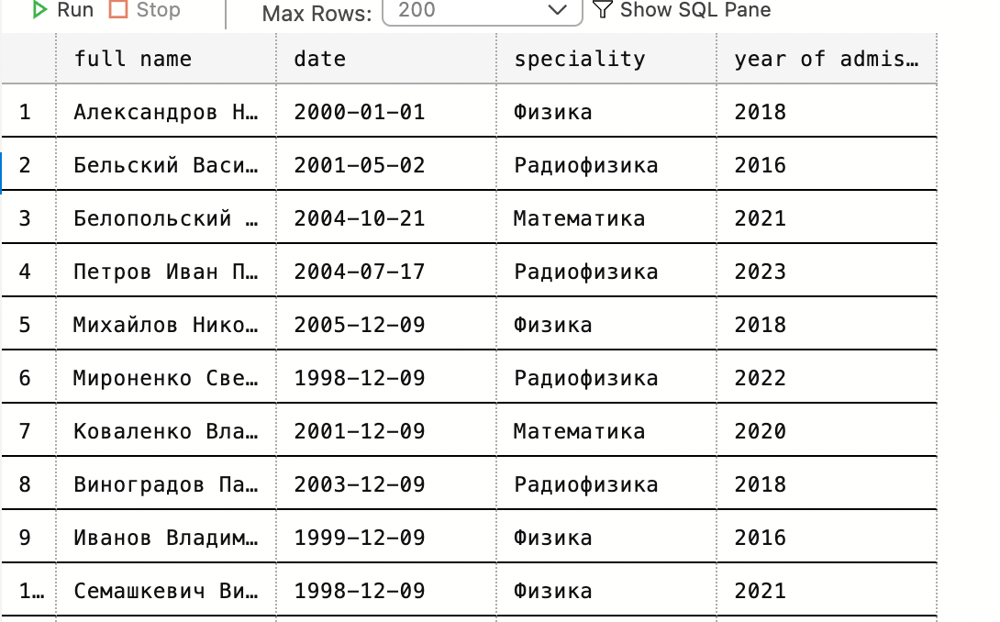 Run Stop Max Rows: 200 Show SQL Pane
full name date speciality year of admis…
1 Александров Н… 2000-01-01 Физика 2018
2 Бельский Васи… 2001-05-02 Радиофизика 2016
3 Белопольский … 2004-10-21 Математика 2021
4 Петров Иван П… 2004-07-17 Радиофизика 2023
5 Михайлов Нико… 2005-12-09 Физика 2018
6 Мироненко Све… 1998-12-09 Радиофизика 2022
7 Коваленко Вла… 2001-12-09 Математика 2020
8 Виноградов Па… 2003-12-09 Радиофизика 2018
9 Иванов Владим… 1999-12-09 Физика 2016
1… Семашкевич Ви… 1998-12-09 Физика 2021